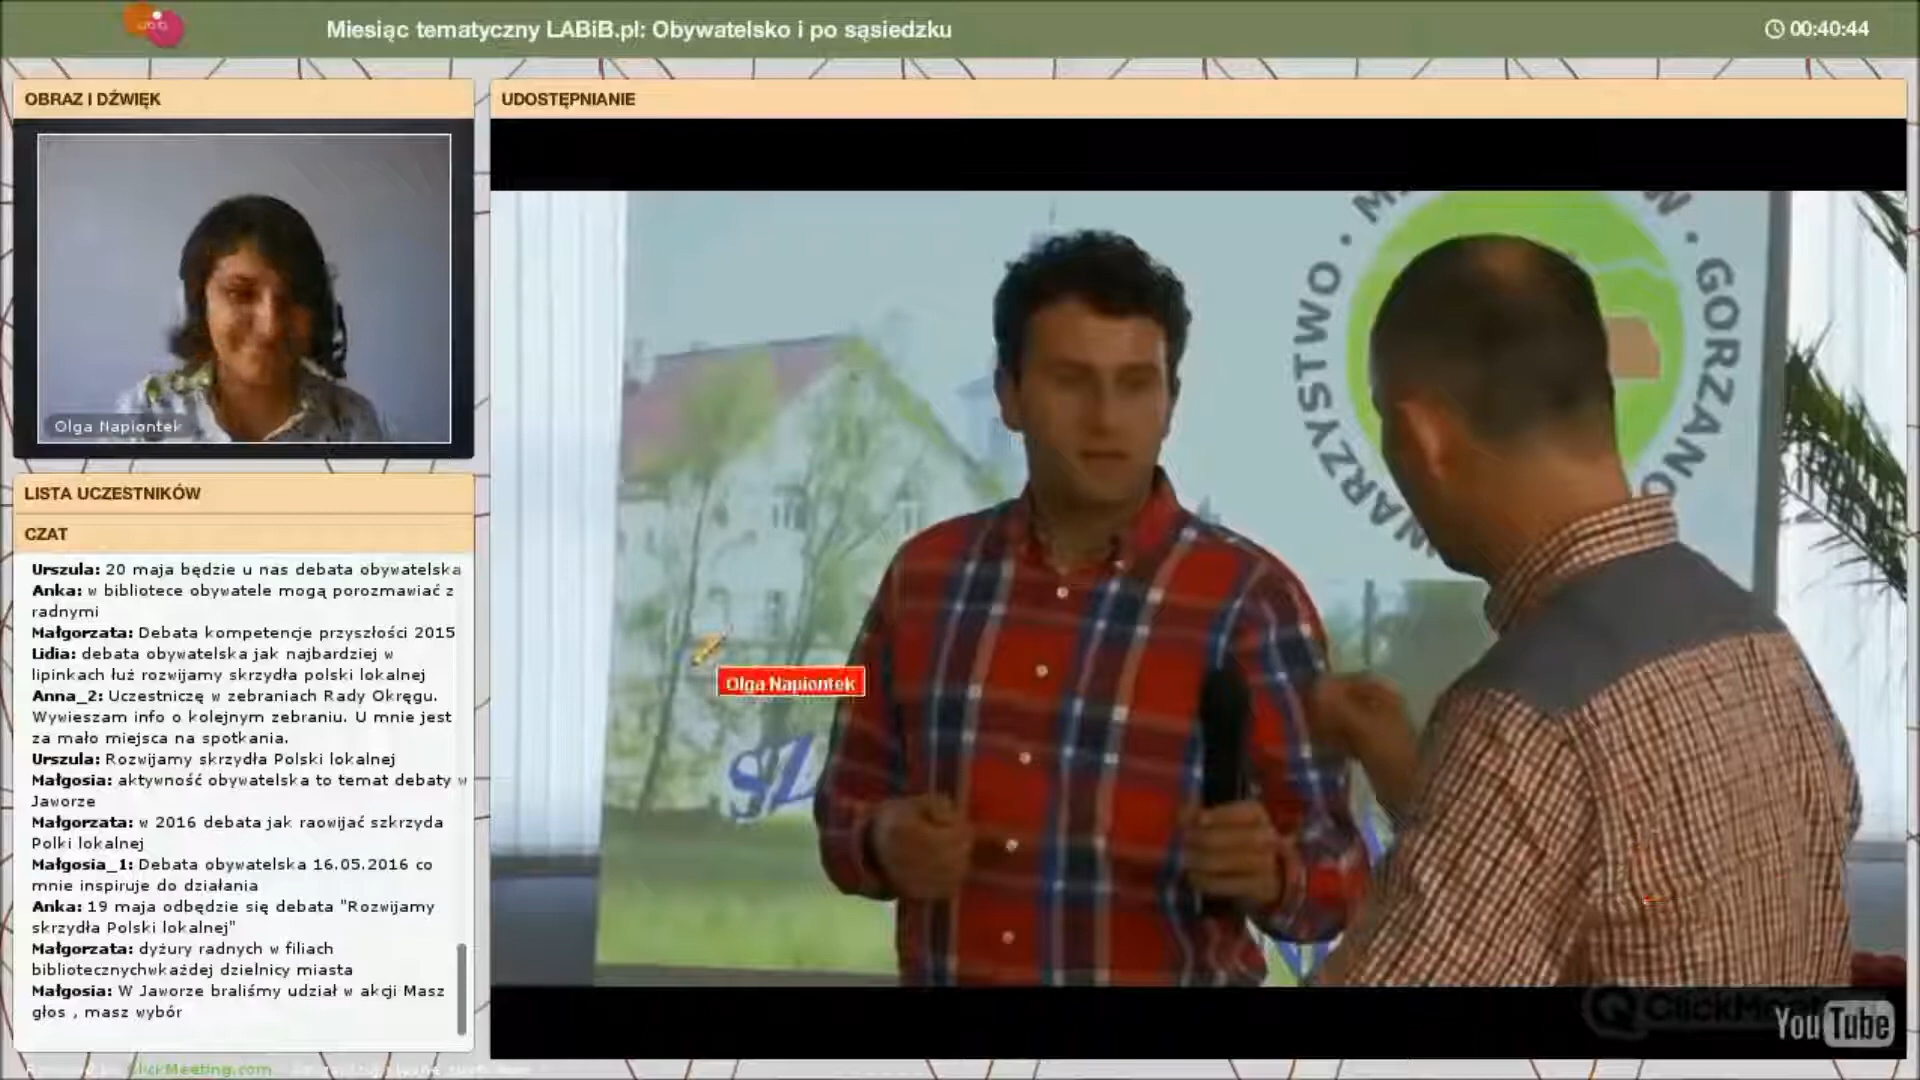 Miesiąc tematyczny LABiB.pl: Obywatelsko i po sąsiedzku
00:40:44
OBRAZ I DŹWIĘK
Olga Napiontek
LISTA UCZESTNIKÓW
CZAT
Urszula: 20 maja będzie u nas debata obywatelska
Anka: w bibliotece obywatele mogą porozmawiać z
radnymi
Małgorzata: Debata kompetencje przyszłości 2015
Lidia: debata obywatelska jak najbardziej w
lipinkach łuż rozwijamy skrzydła polski lokalnej
Anna_2: Uczestniczę w zebraniach Rady Okręgu.
Wywieszam info o kolejnym zebraniu. U mnie jest
za mało miejsca na spotkania.
Urszula: Rozwijamy skrzydła Polski lokalnej
Małgosia: aktywność obywatelska to temat debaty w
Jaworze
Małgorzata: w 2016 debata jak raowijać szkrzyda
Polki lokalnej
Małgosia_1: Debata obywatelska 16.05.2016 co
mnie inspiruje do działania
Anka: 19 maja odbędzie się debata "Rozwijamy
skrzydła Polski lokalnej"
Małgorzata: dyżury radnych w filiach
bibliotecznychwkażdej dzielnicy miasta
Małgosia: W Jaworze braliśmy udział w akcji Masz
głos , masz wybór
ClickMeeting.com
UDOSTĘPNIANIE
Olga Napiontek
YouTube